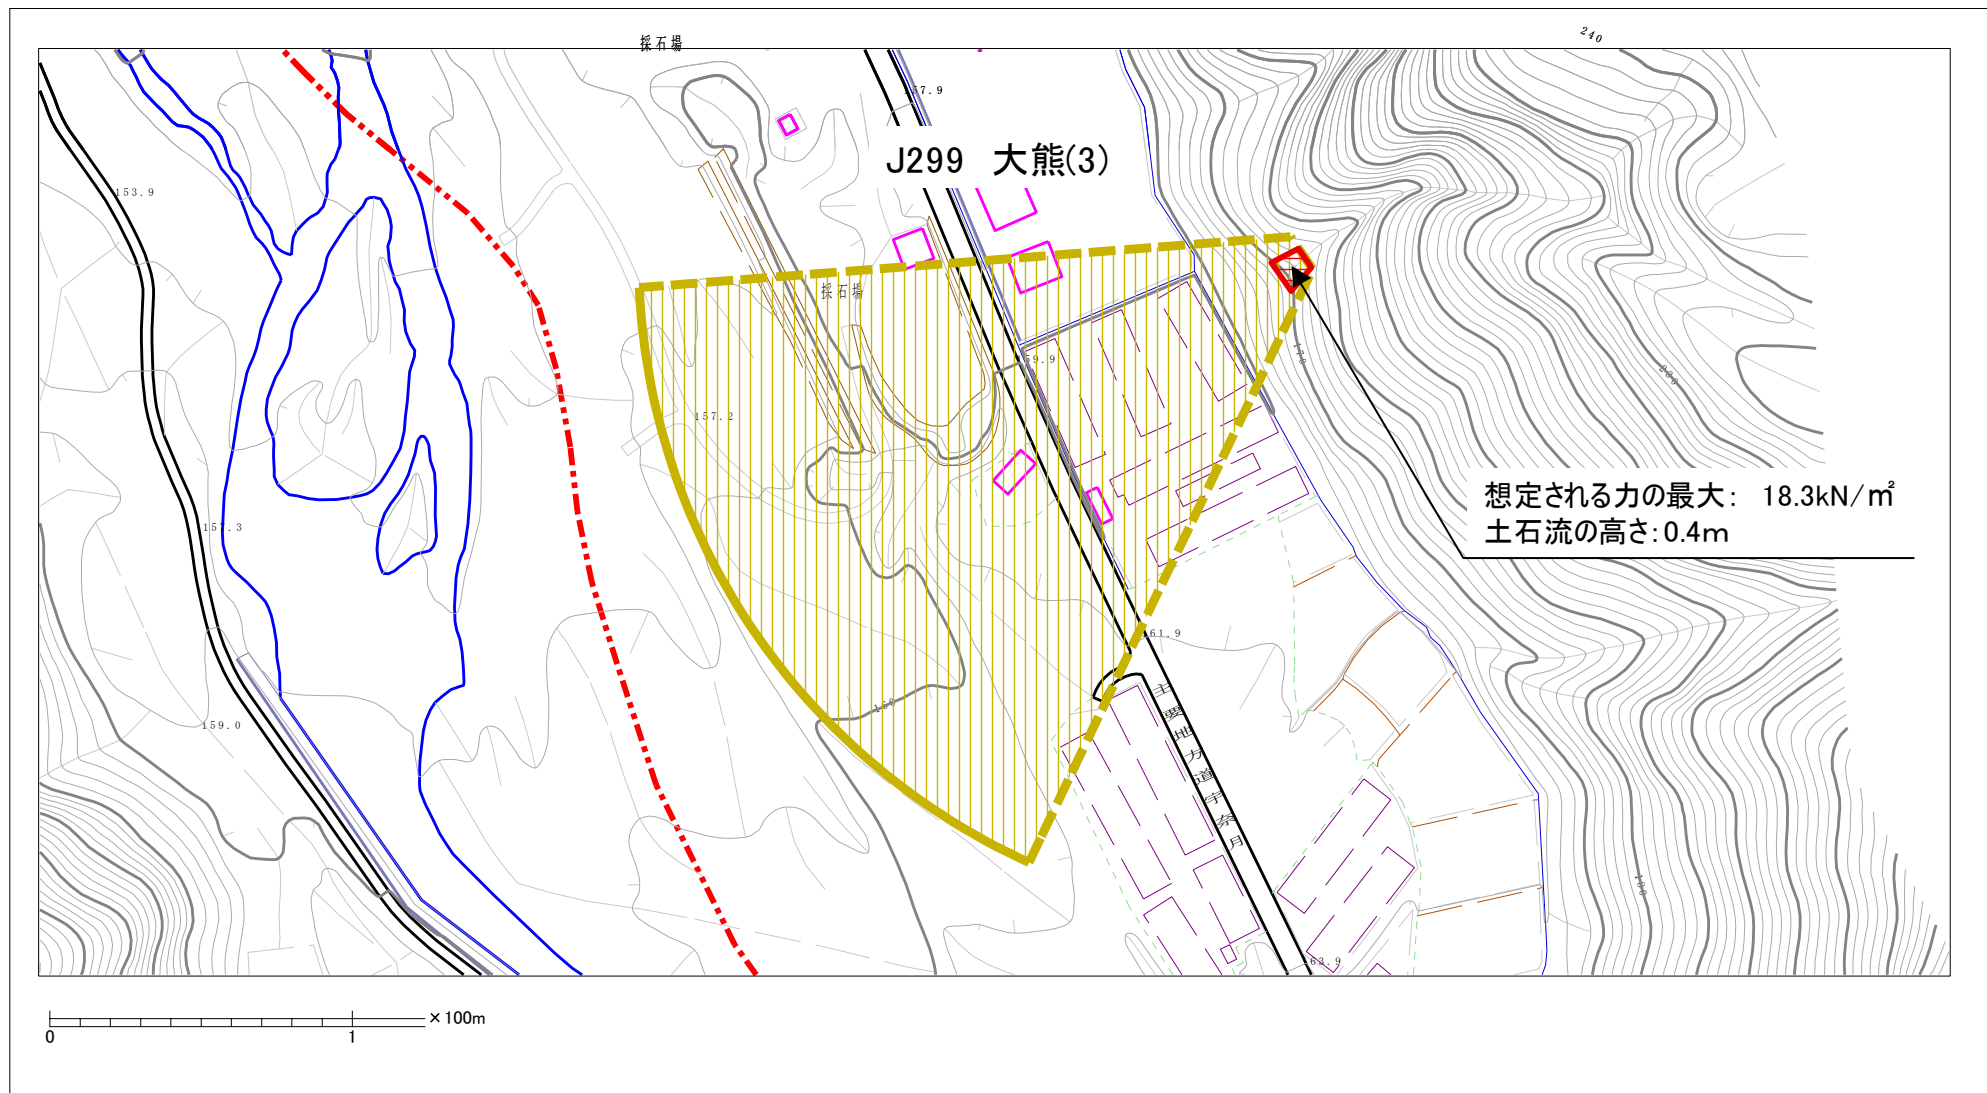 採石場
240
157.9
J299 大熊(3)
153.9
採石場
159.9
170
200
157.2
想定される力の最大: 18.3kN/㎡
土石流の高さ:0.4m
157.3
161.9
主要地方道宇奈月
159.0
180
163.9
×100m
0 1